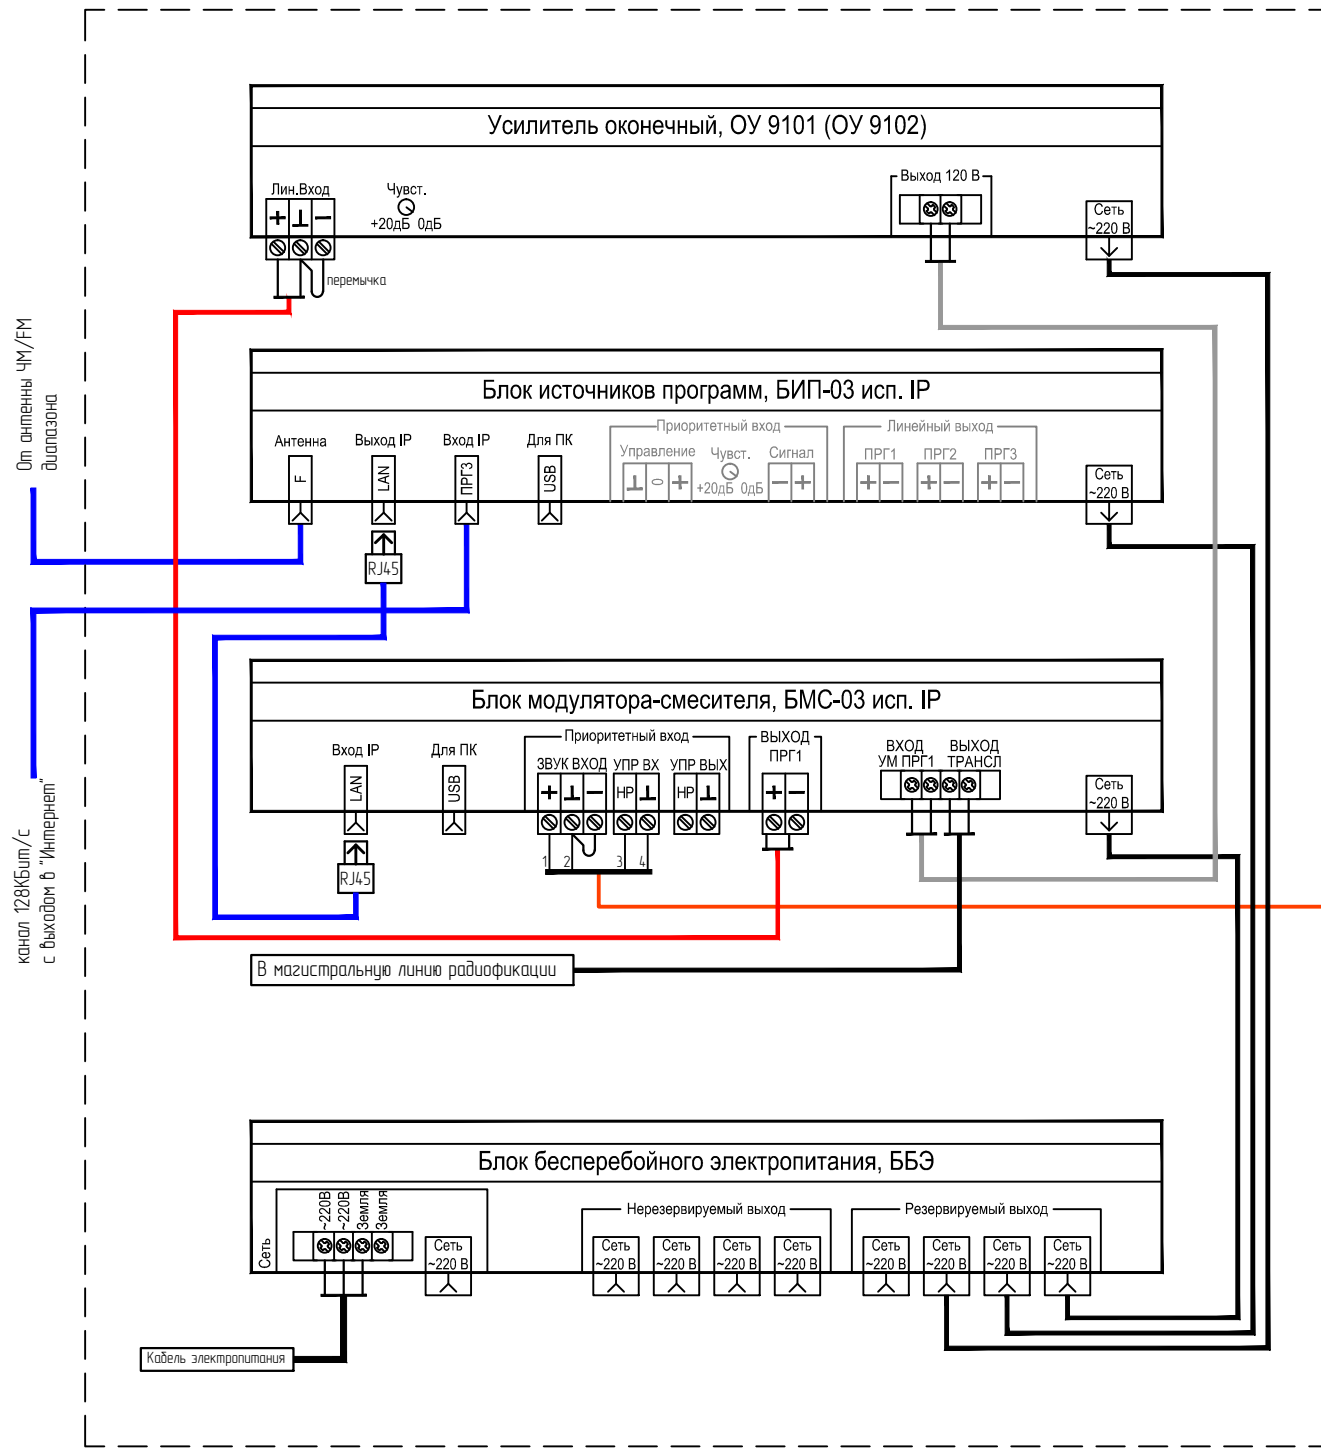 Усилитель оконечный, ОУ 9101 (ОУ 9102)
Лин.Вход
Чувст.
+20дБ 0дБ
+ ⊥ −
перемычка
Выход 120 В
Сеть
~220 В
От антенны ЧМ/FM
диапазона
Блок источников программ, БИП-03 исп. IP
Антенна
F
Выход IP
LAN
RJ45
Вход IP
ПРГ3
Для ПК
USB
Приоритетный вход
Управление
⊥ 0 +
Чувст.
+20дБ 0дБ
Сигнал
− +
Линейный выход
ПРГ1 ПРГ2 ПРГ3
+ − + − + −
Сеть
~220 В
канал 128КБит/с
с выходом в "Интернет"
Блок модулятора-смесителя, БМС-03 исп. IP
Вход IP
LAN
RJ45
Для ПК
USB
Приоритетный вход
ЗВУК ВХОД УПР ВХ УПР ВЫХ
+ ⊥ − НР ⊥ НР ⊥
1 2 3 4
ВЫХОД
ПРГ1
+ −
ВХОД
УМ ПРГ1
ВЫХОД
ТРАНСЛ
Сеть
~220 В
В магистральную линию радиофикации
Блок бесперебойного электропитания, ББЭ
Сеть
~220В
~220В
Земля
Земля
Сеть
~220 В
Нерезервируемый выход
Сеть
~220 В
Сеть
~220 В
Сеть
~220 В
Сеть
~220 В
Резервируемый выход
Сеть
~220 В
Сеть
~220 В
Сеть
~220 В
Сеть
~220 В
Кабель электропитания